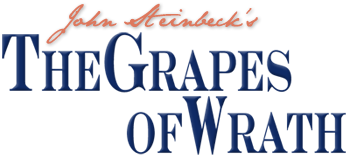 John Steinbeck's
THE GRAPES
OF WRATH